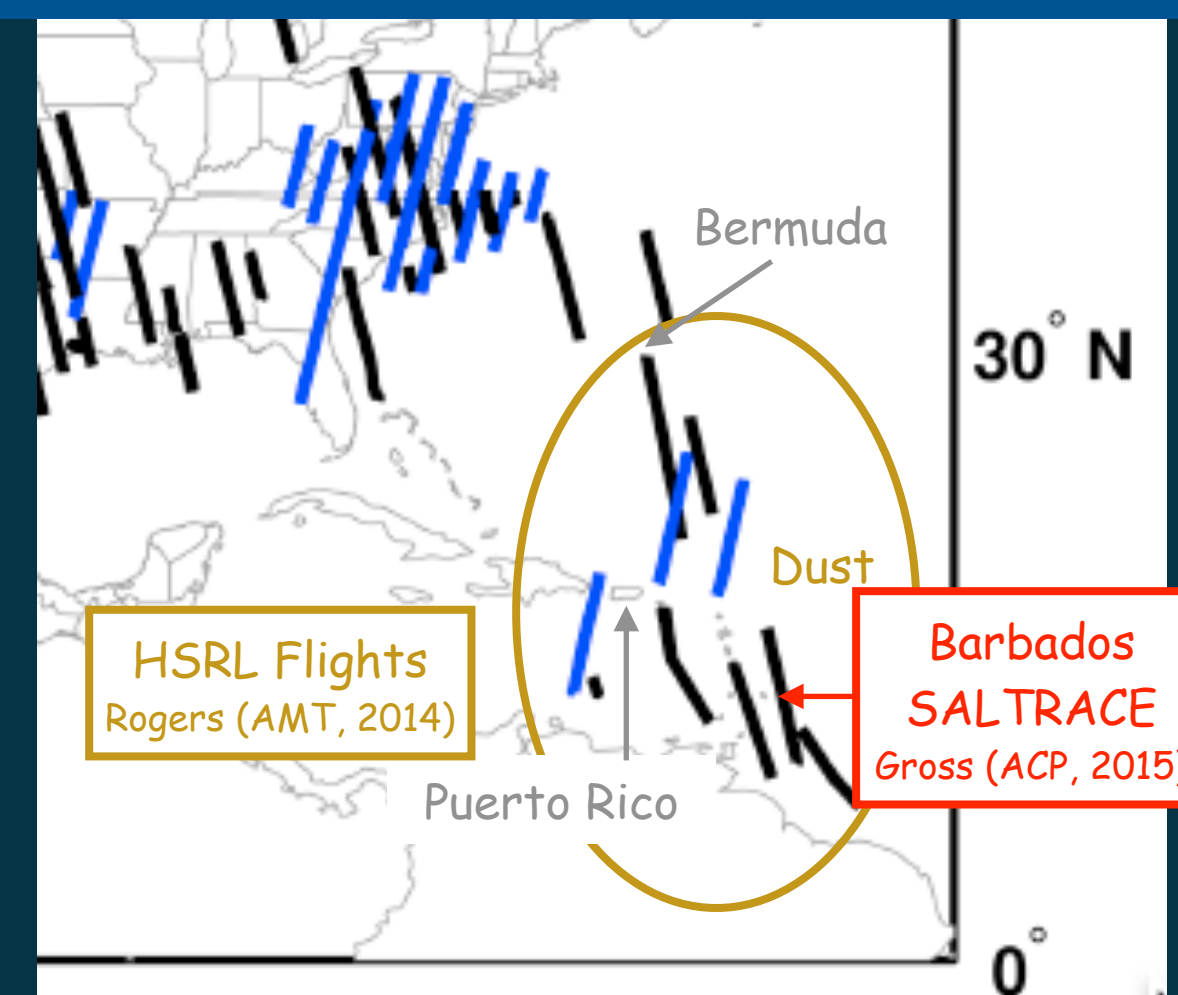 Bermuda
30° N
Dust
HSRL Flights
Rogers (AMT, 2014)
Barbados
SALTRACE
Gross (ACP, 2015)
Puerto Rico
0°